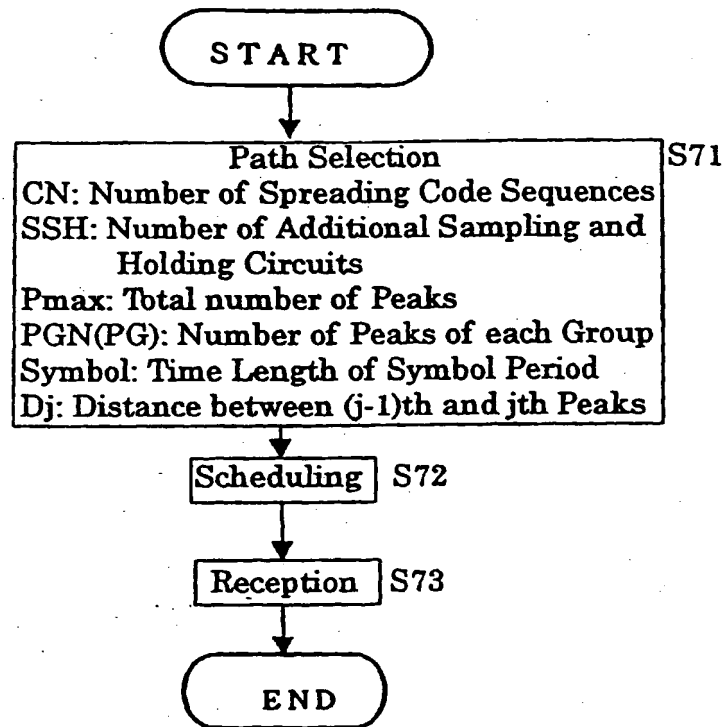 START
Path Selection S71
CN: Number of Spreading Code Sequences
SSH: Number of Additional Sampling and
Holding Circuits
Pmax: Total number of Peaks
PGN(PG): Number of Peaks of each Group
Symbol: Time Length of Symbol Period
Dj: Distance between (j-1)th and jth Peaks
Scheduling S72
Reception S73
END